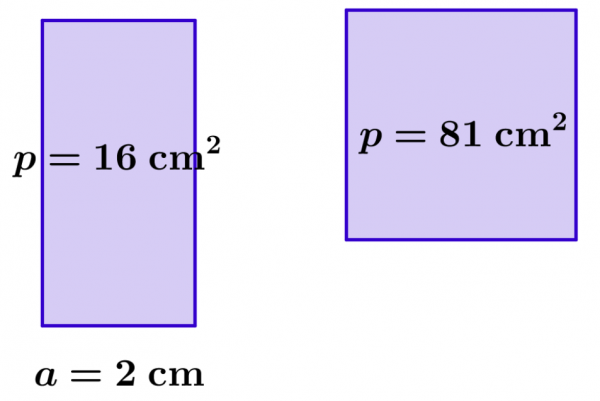 p = 16 cm²
p = 81 cm²
a = 2 cm